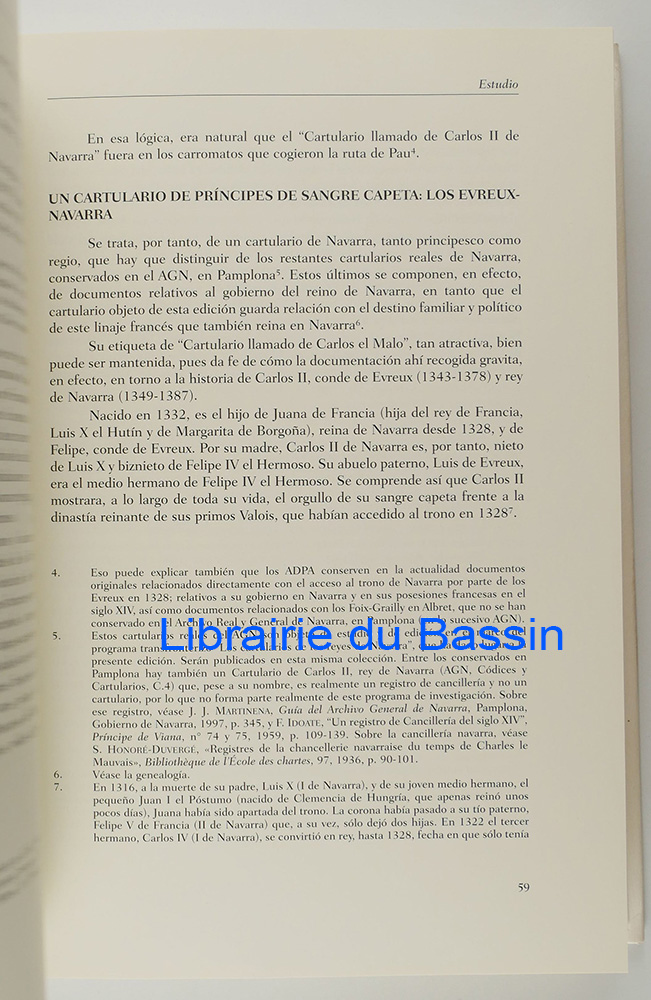 Estudio
En esa lógica, era natural que el “Cartulario llamado de Carlos II de
Navarra” fuera en los carromatos que cogieron la ruta de Pau⁴.
UN CARTULARIO DE PRÍNCIPES DE SANGRE CAPETA: LOS EVREUX-
NAVARRA
Se trata, por tanto, de un cartulario de Navarra, tanto principesco como
regio, que hay que distinguir de los restantes cartularios reales de Navarra,
conservados en el AGN, en Pamplona⁵. Estos últimos se componen, en efecto,
de documentos relativos al gobierno del reino de Navarra, en tanto que el
cartulario objeto de esta edición guarda relación con el destino familiar y político
de este linaje francés que también reina en Navarra⁶.
Su etiqueta de “Cartulario llamado de Carlos el Malo”, tan atractiva, bien
puede ser mantenida, pues da fe de cómo la documentación ahí recogida gravita,
en efecto, en torno a la historia de Carlos II, conde de Evreux (1343-1378) y rey
de Navarra (1349-1387).
Nacido en 1332, es el hijo de Juana de Francia (hija del rey de Francia,
Luis X el Hutín y de Margarita de Borgoña), reina de Navarra desde 1328, y de
Felipe, conde de Evreux. Por su madre, Carlos II de Navarra es, por tanto, nieto
de Luis X y biznieto de Felipe IV el Hermoso. Su abuelo paterno, Luis de Evreux,
era el medio hermano de Felipe IV el Hermoso. Se comprende así que Carlos II
mostrara, a lo largo de toda su vida, el orgullo de su sangre capeta frente a la
dinastía reinante de sus primos Valois, que habían accedido al trono en 1328⁷.
4. Eso puede explicar también que los ADPA conserven en la actualidad documentos
originales relacionados directamente con el acceso al trono de Navarra por parte de los
Evreux en 1328; relativos a su gobierno en Navarra y en sus posesiones francesas en el
siglo XIV, así como documentos relacionados con los Foix-Grailly en Albret, que no se han
conservado en el Archivo Real y General de Navarra, en Pamplona (en lo sucesivo AGN).
5. Estos cartularios reales del AGN son objeto de estudio
programa
presente edición. Serán publicados en esta misma colección. Entre los conservados en
Pamplona hay también un Cartulario de Carlos II, rey de Navarra (AGN, Códices y
Cartularios, C.4) que, pese a su nombre, es realmente un registro de cancillería y no un
cartulario, por lo que no forma parte realmente de este programa de investigación. Sobre
ese registro, véase J. J. MARTINENA, Guía del Archivo General de Navarra, Pamplona,
Gobierno de Navarra, 1997, p. 345, y F. IDOATE, “Un registro de Cancillería del siglo XIV”,
Príncipe de Viana, n° 74 y 75, 1959, p. 109-139. Sobre la cancillería navarra, véase
S. HONORÉ-DUVERGÉ, «Registres de la chancellerie navarraise du temps de Charles le
Mauvais», Bibliothèque de l’École des chartes, 97, 1936, p. 90-101.
6. Véase la genealogía.
7. En 1316, a la muerte de su padre, Luis X (I de Navarra), y de su joven medio hermano, el
pequeño Juan I el Póstumo (nacido de Clemencia de Hungría, que apenas reinó unos
pocos días), Juana había sido apartada del trono. La corona había pasado a su tío paterno,
Felipe V de Francia (II de Navarra) que, a su vez, sólo dejó dos hijas. En 1322 el tercer
hermano, Carlos IV (I de Navarra), se convirtió en rey, hasta 1328, fecha en que sólo tenía
59
Librairie du Bassin